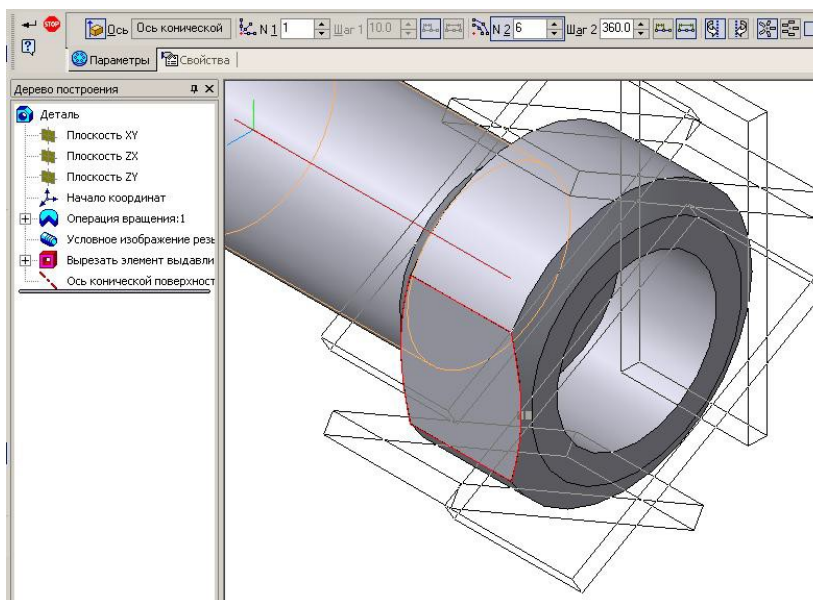 STOP Ось Ось конической N 1 1 Шаг 1 10.0 N 2 6 Шаг 2 360.0
Параметры Свойства
Дерево построения
Деталь
Плоскость XY
Плоскость ZX
Плоскость ZY
Начало координат
Операция вращения:1
Условное изображение резь
Вырезать элемент выдавли
Ось конической поверхност